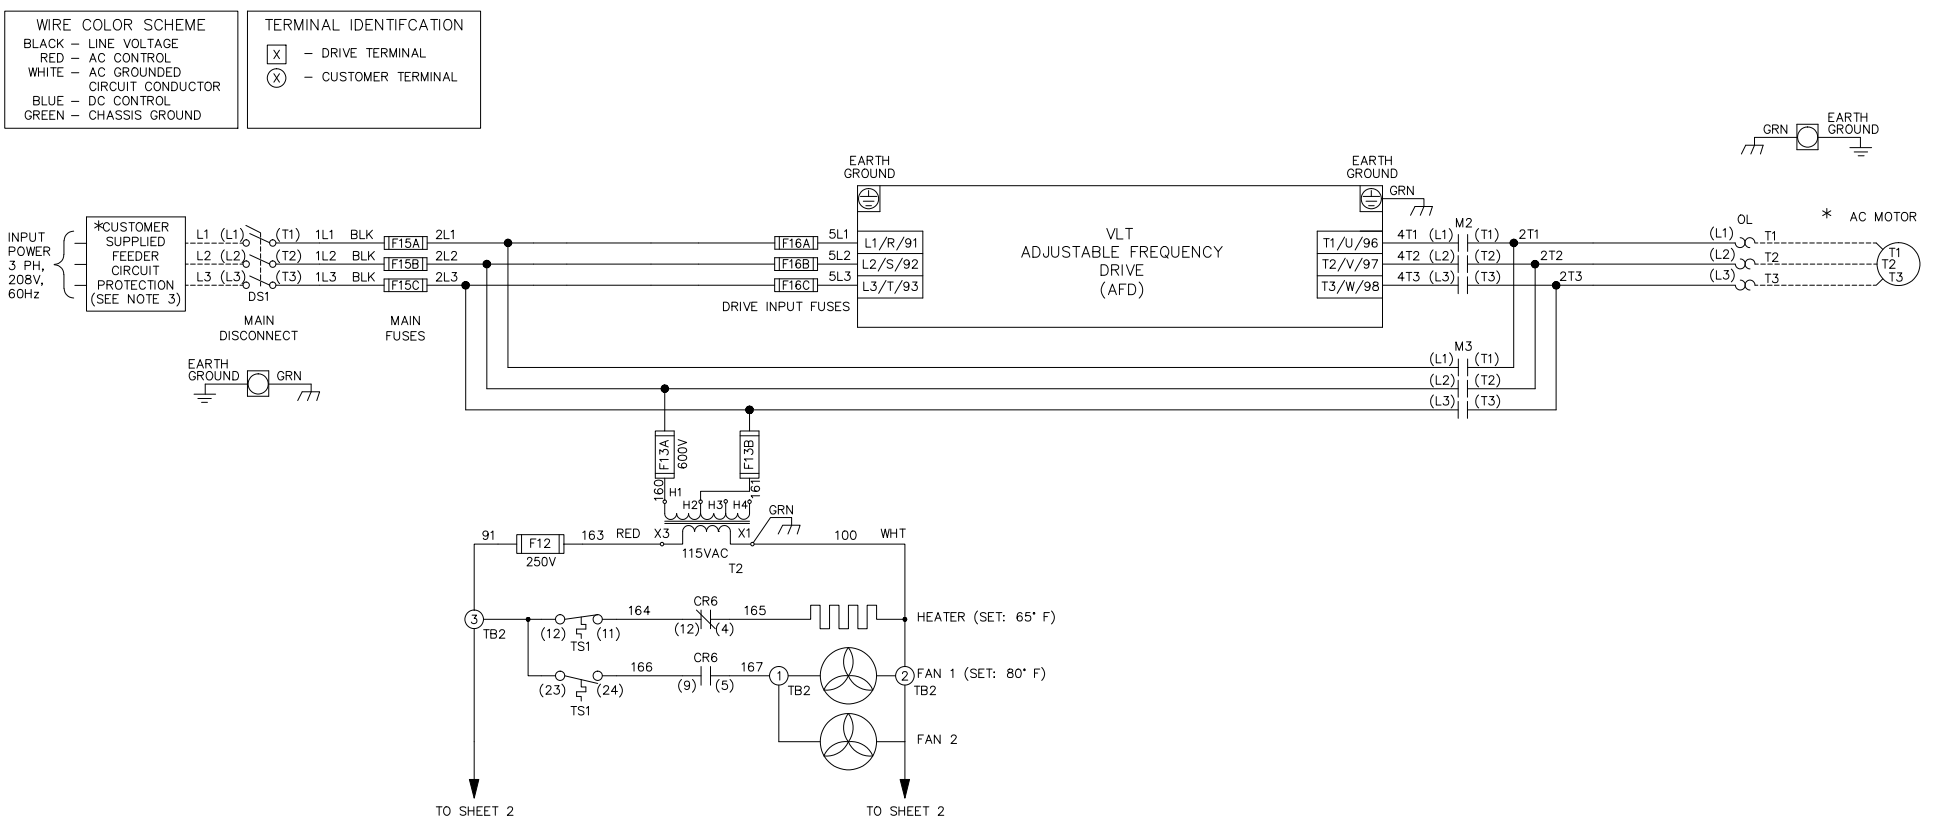 WIRE COLOR SCHEME
BLACK – LINE VOLTAGE
RED – AC CONTROL
WHITE – AC GROUNDED
CIRCUIT CONDUCTOR
BLUE – DC CONTROL
GREEN – CHASSIS GROUND
TERMINAL IDENTIFCATION
X – DRIVE TERMINAL
X – CUSTOMER TERMINAL
GRN
EARTH
GROUND
EARTH
GROUND
EARTH
GROUND
GRN
INPUT
POWER
3 PH,
208V,
60Hz
*CUSTOMER
SUPPLIED
FEEDER
CIRCUIT
PROTECTION
(SEE NOTE 3)
L1 (L1) (T1) 1L1 BLK F15A 2L1
L2 (L2) (T2) 1L2 BLK F15B 2L2
L3 (L3) (T3) 1L3 BLK F15C 2L3
DS1
MAIN
DISCONNECT
MAIN
FUSES
F16A 5L1 L1/R/91
F16B 5L2 L2/S/92
F16C 5L3 L3/T/93
DRIVE INPUT FUSES
VLT
ADJUSTABLE FREQUENCY
DRIVE
(AFD)
M2
T1/U/96 4T1 (L1) (T1) 2T1
T2/V/97 4T2 (L2) (T2) 2T2
T3/W/98 4T3 (L3) (T3) 2T3
OL
(L1) T1
(L2) T2
(L3) T3
* AC MOTOR
T1
T2
T3
M3
(L1) (T1)
(L2) (T2)
(L3) (T3)
EARTH
GROUND
GRN
F13A
600V
F13B
160
161
H1
H2 H3 H4
GRN
91 F12 163 RED X3 X1 100 WHT
250V
115VAC
T2
3
TB2
164 CR6 165
(12) (11) (12) (4)
TS1
HEATER (SET: 65° F)
166 CR6 167
(23) (24) (9) (5)
TS1
1
TB2
2
TB2
FAN 1 (SET: 80° F)
FAN 2
TO SHEET 2
TO SHEET 2